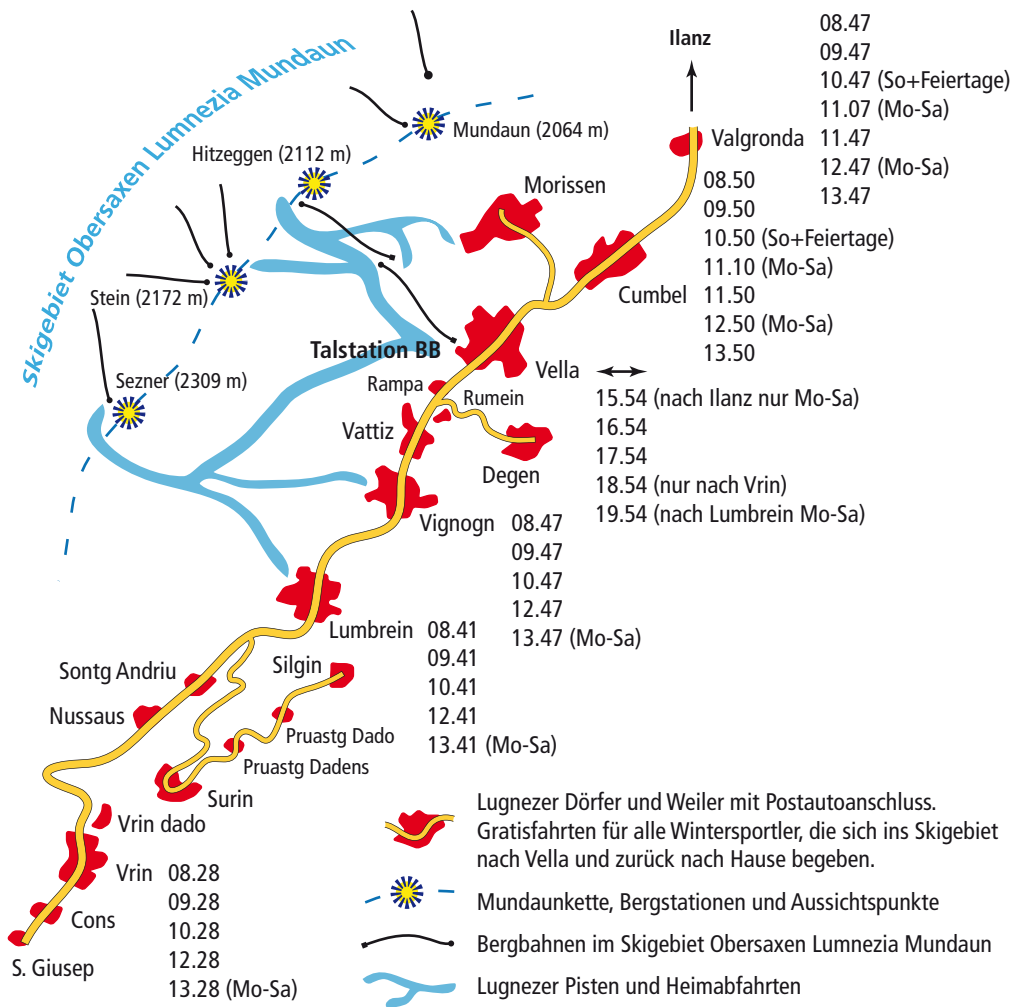 Skigebiet Obersaxen Lumnezia Mundaun
Ilanz
08.47
09.47
10.47 (So+Feiertage)
11.07 (Mo-Sa)
11.47
12.47 (Mo-Sa)
13.47
Valgronda
Mundaun (2064 m)
Hitzeggen (2112 m)
Morissen
08.50
09.50
10.50 (So+Feiertage)
11.10 (Mo-Sa)
11.50
12.50 (Mo-Sa)
13.50
Cumbel
Stein (2172 m)
Talstation BB
Vella
Sezner (2309 m)
Rampa
Rumein
15.54 (nach Ilanz nur Mo-Sa)
16.54
17.54
18.54 (nur nach Vrin)
19.54 (nach Lumbrein Mo-Sa)
Vattiz
Degen
Vignogn
08.47
09.47
10.47
12.47
13.47 (Mo-Sa)
Lumbrein
08.41
09.41
10.41
12.41
13.41 (Mo-Sa)
Sontg Andriu
Silgin
Nussaus
Pruastg Dado
Pruastg Dadens
Surin
Vrin dado
Vrin
08.28
09.28
10.28
12.28
13.28 (Mo-Sa)
Cons
S. Giusep
Lugnezer Dörfer und Weiler mit Postautoanschluss.
Gratisfahrten für alle Wintersportler, die sich ins Skigebiet
nach Vella und zurück nach Hause begeben.
Mundaunkette, Bergstationen und Aussichtspunkte
Bergbahnen im Skigebiet Obersaxen Lumnezia Mundaun
Lugnezer Pisten und Heimabfahrten